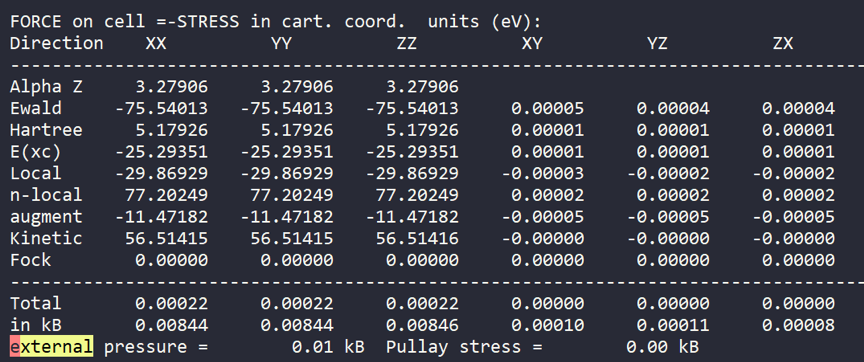 FORCE on cell =-STRESS in cart. coord.  units (eV):
Direction    XX          YY          ZZ          XY          YZ          ZX
--------------------------------------------------------------------------------
Alpha Z     3.27906     3.27906     3.27906
Ewald     -75.54013   -75.54013   -75.54013     0.00005     0.00004     0.00004
Hartree     5.17926     5.17926     5.17926     0.00001     0.00001     0.00001
E(xc)     -25.29351   -25.29351   -25.29351     0.00001     0.00001     0.00001
Local     -29.86929   -29.86929   -29.86929    -0.00003    -0.00002    -0.00002
n-local    77.20249    77.20249    77.20249     0.00002     0.00002     0.00002
augment   -11.47182   -11.47182   -11.47182    -0.00005    -0.00005    -0.00005
Kinetic    56.51415    56.51415    56.51416    -0.00000    -0.00000    -0.00000
Fock        0.00000     0.00000     0.00000     0.00000     0.00000     0.00000
--------------------------------------------------------------------------------
Total       0.00022     0.00022     0.00022     0.00000     0.00000     0.00000
in kB       0.00844     0.00844     0.00846     0.00010     0.00011     0.00008
external pressure =        0.01 kB  Pullay stress =        0.00 kB